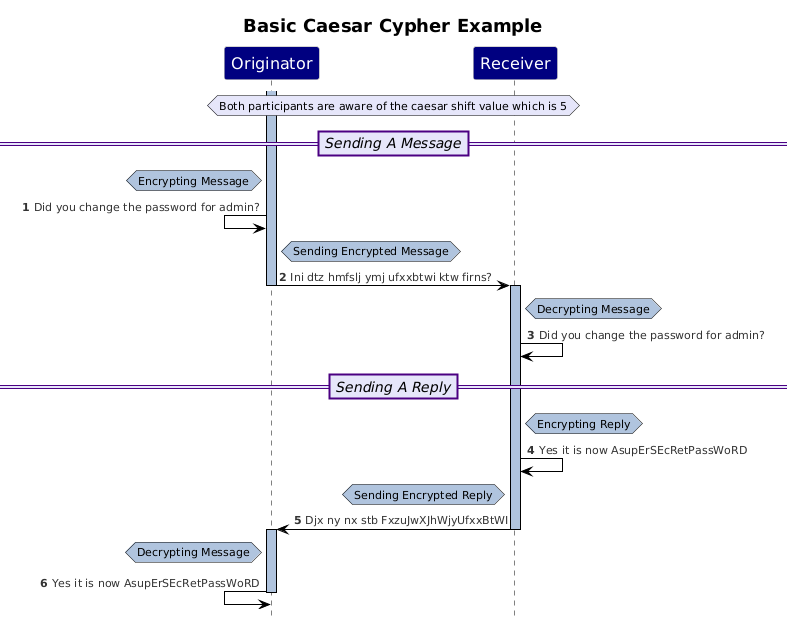 Basic Caesar Cypher Example
Originator
Receiver
Both participants are aware of the caesar shift value which is 5
Sending A Message
Encrypting Message
1 Did you change the password for admin?
Sending Encrypted Message
2 Ini dtz hmfslj ymj ufxxbtwi ktw firns?
Decrypting Message
3 Did you change the password for admin?
Sending A Reply
Encrypting Reply
4 Yes it is now AsupErSEcRetPassWoRD
Sending Encrypted Reply
5 Djx ny nx stb FxzuJwXJhWjyUfxxBtWI
Decrypting Message
6 Yes it is now AsupErSEcRetPassWoRD